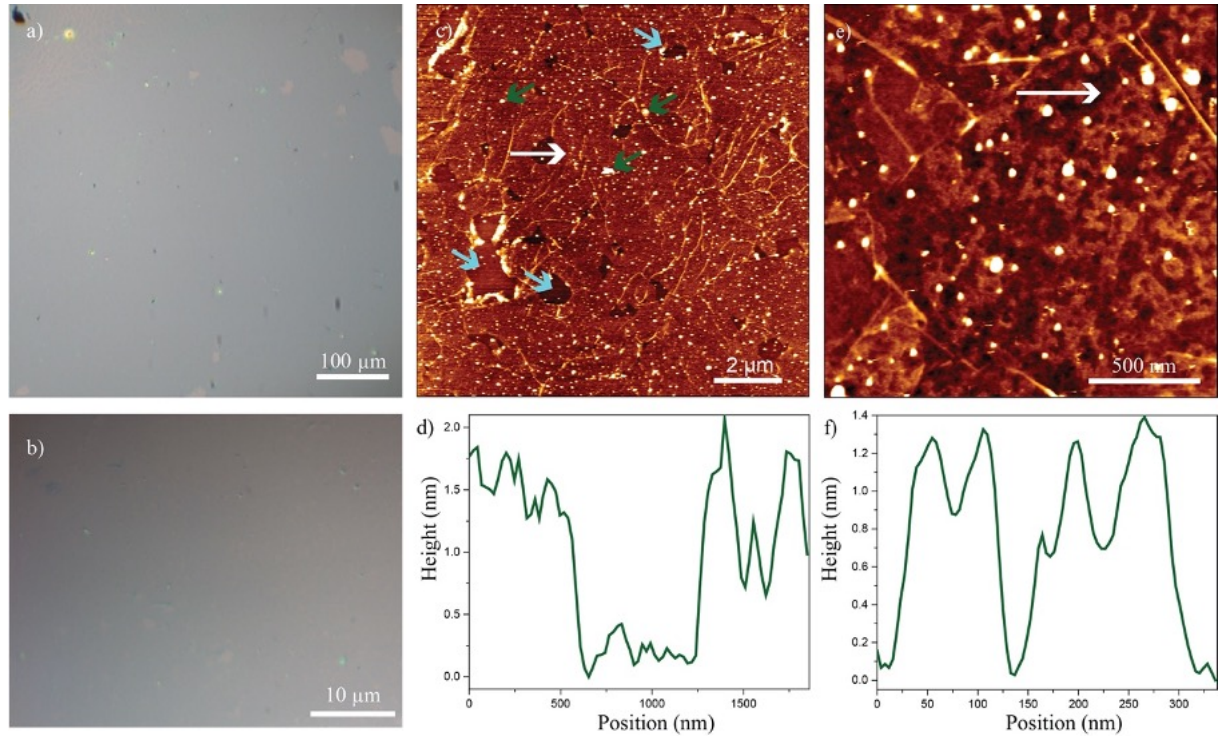 a)
100 µm
b)
10 µm
c)
2 µm
d)
2.0
1.5
1.0
0.5
0.0
Height (nm)
0 500 1000 1500
Position (nm)
e)
500 nm
f)
1.4
1.2
1.0
0.8
0.6
0.4
0.2
0.0
Height (nm)
0 50 100 150 200 250 300
Position (nm)